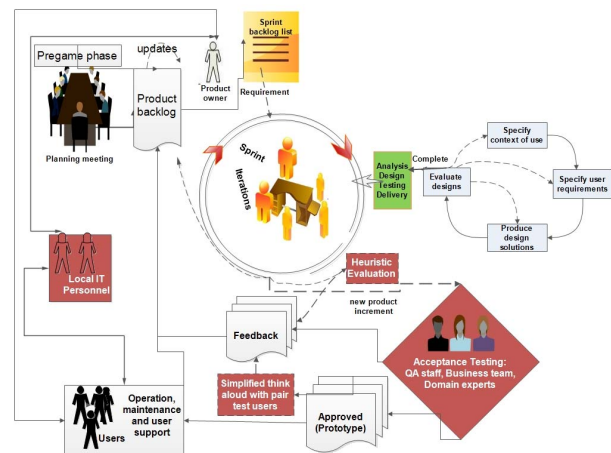 Pregame phase
updates
Product
owner
Sprint
backlog list
Product
backlog
Requirement
Planning meeting
Sprint
Iterations
Analysis
Design
Testing
Delivery
Complete
Specify
context of use
Evaluate
designs
Specify user
requirements
Produce
design
solutions
Local IT
Personnel
Heuristic
Evaluation
new product
increment
Feedback
Acceptance Testing:
QA staff, Business team,
Domain experts
Simplified think
aloud with pair
test users
Approved
(Prototype)
Operation,
maintenance
and user
support
Users